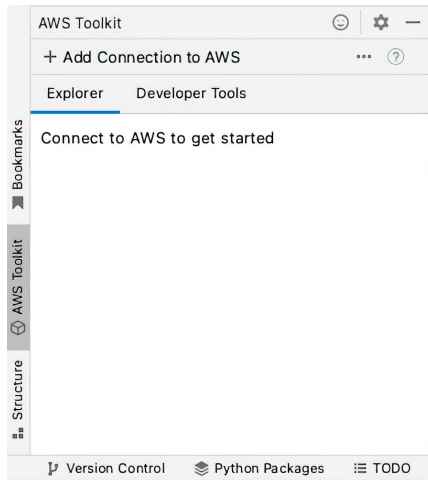 AWS Toolkit
+ Add Connection to AWS ... ?
Explorer Developer Tools
Connect to AWS to get started
Bookmarks
AWS Toolkit
Structure
Version Control Python Packages TODO